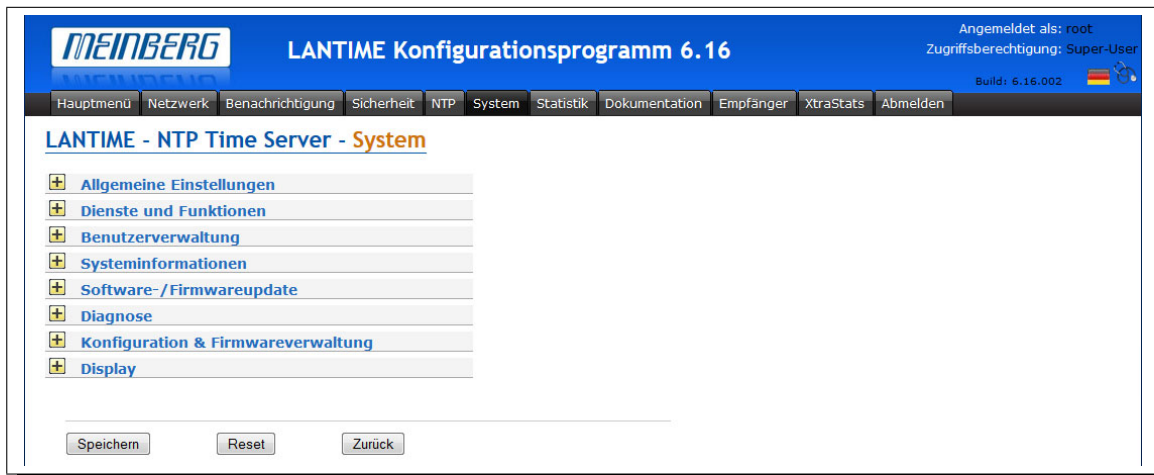 MEINBERG
LANTIME Konfigurationsprogramm 6.16
Angemeldet als: root
Zugriffsberechtigung: Super-User
Build: 6.16.002
Hauptmenü Netzwerk Benachrichtigung Sicherheit NTP System Statistik Dokumentation Empfänger XtraStats Abmelden
LANTIME - NTP Time Server - System
Allgemeine Einstellungen
Dienste und Funktionen
Benutzerverwaltung
Systeminformationen
Software-/Firmwareupdate
Diagnose
Konfiguration & Firmwareverwaltung
Display
Speichern Reset Zurück